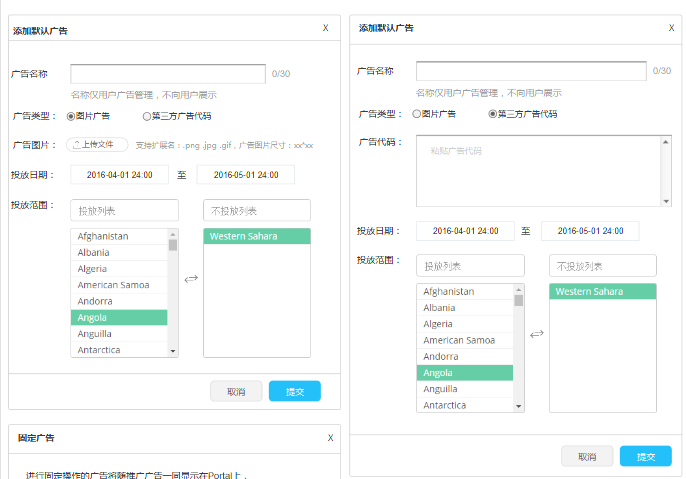 添加默认广告 X
广告名称 0/30
名称仅用户广告管理，不向用户展示
广告类型： 图片广告 第三方广告代码
广告图片： 上传文件 支持扩展名：.png .jpg .gif，广告图片尺寸：xx*xx
投放日期： 2016-04-01 24:00 至 2016-05-01 24:00
投放范围： 投放列表 不投放列表
Afghanistan Western Sahara
Albania
Algeria
American Samoa
Andorra
Angola
Anguilla
Antarctica
取消 提交
固定广告 X
进行固定操作的广告将随推广广告一同显示在Portal上，
添加默认广告 X
广告名称 0/30
名称仅用户广告管理，不向用户展示
广告类型： 图片广告 第三方广告代码
广告代码： 粘贴广告代码
投放日期： 2016-04-01 24:00 至 2016-05-01 24:00
投放范围： 投放列表 不投放列表
Afghanistan Western Sahara
Albania
Algeria
American Samoa
Andorra
Angola
Anguilla
Antarctica
取消 提交